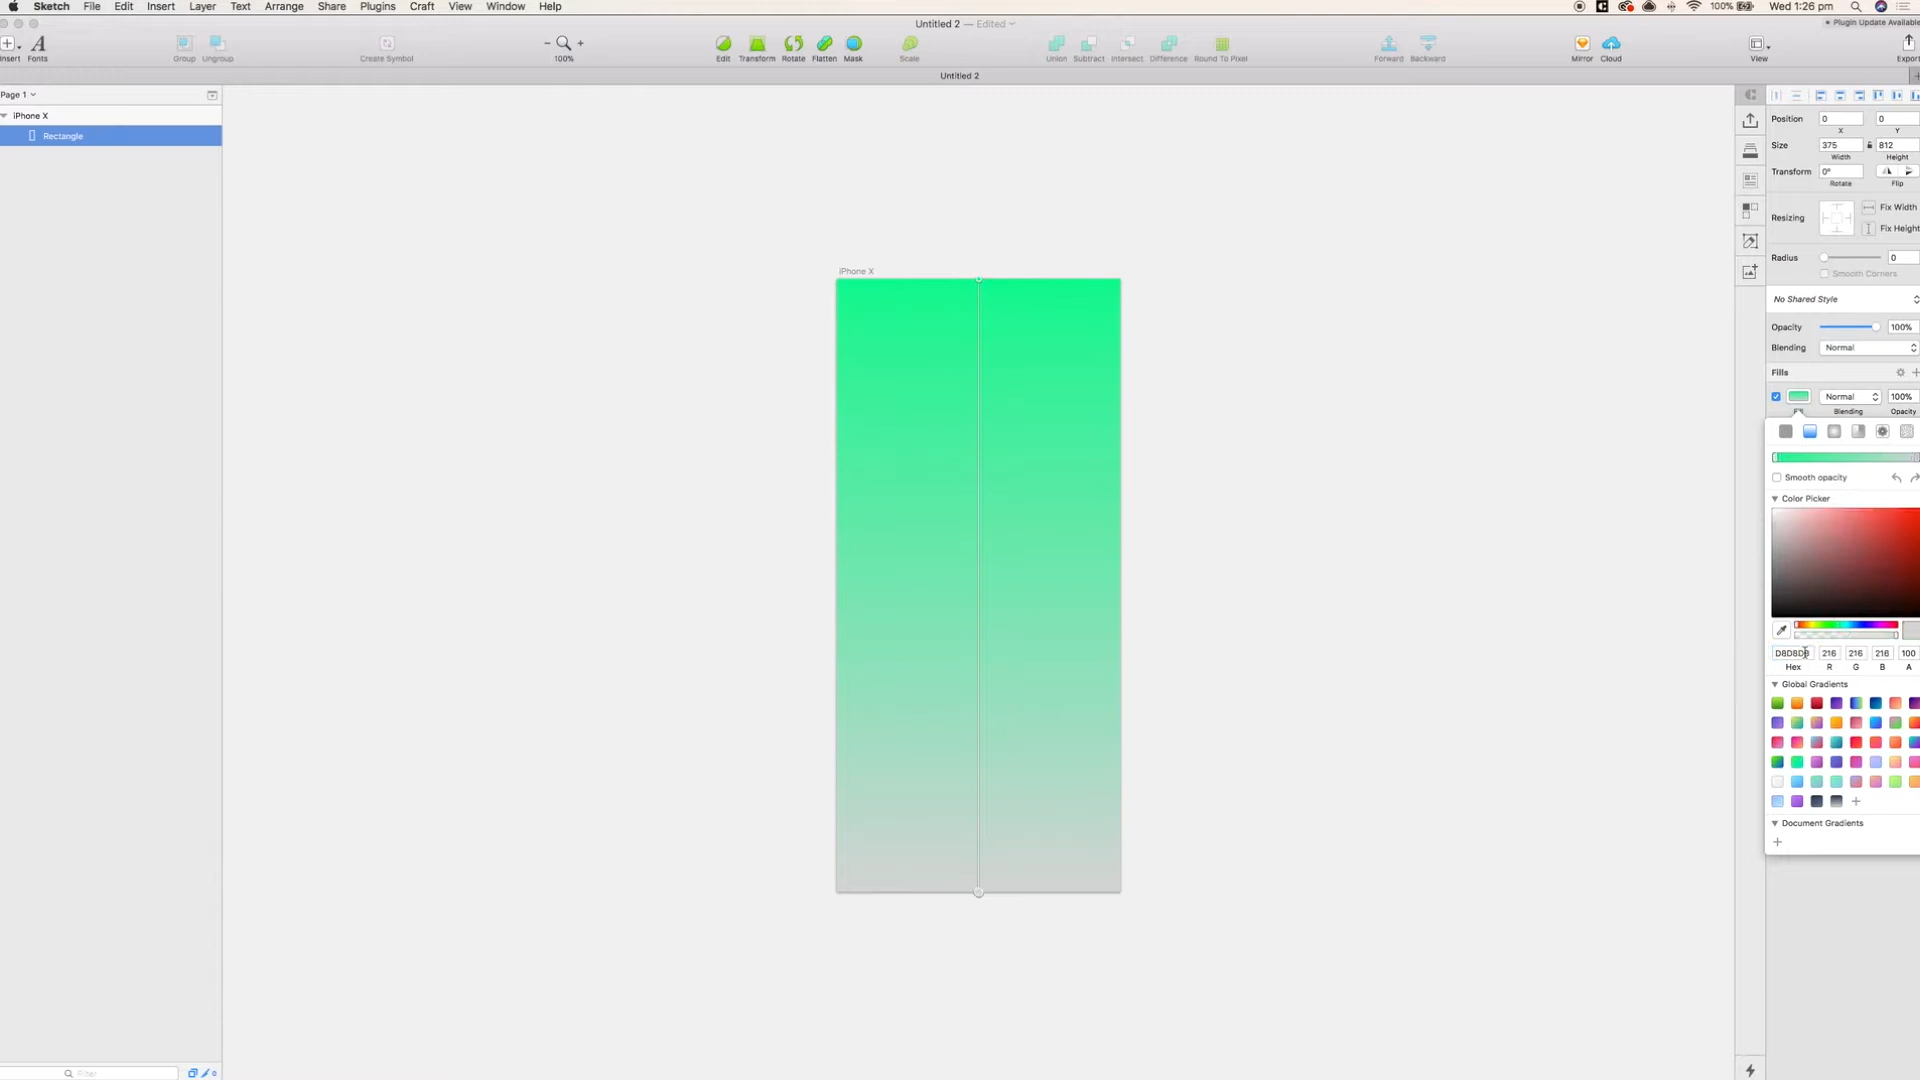 Sketch File Edit Insert Layer Text Arrange Share Plugins Craft View Window Help 100% Wed 1:26 pm
Untitled 2 — Edited
Plugin Update Available
Insert Fonts Group Ungroup Create Symbol 100% Edit Transform Rotate Flatten Mask Scale Union Subtract Intersect Difference Round To Pixel Forward Backward Mirror Cloud View Export
Untitled 2
Page 1
iPhone X
Rectangle
Filter
0
iPhone X
Position 0 0
X Y
Size 375 812
Width Height
Transform 0°
Rotate Flip
Resizing Fix Width
Fix Height
Radius 0
Smooth Corners
No Shared Style
Opacity 100%
Blending Normal
Fills
Normal 100%
Fill Blending Opacity
Smooth opacity
Color Picker
D8D8D8 216 216 216 100
Hex R G B A
Global Gradients
Document Gradients